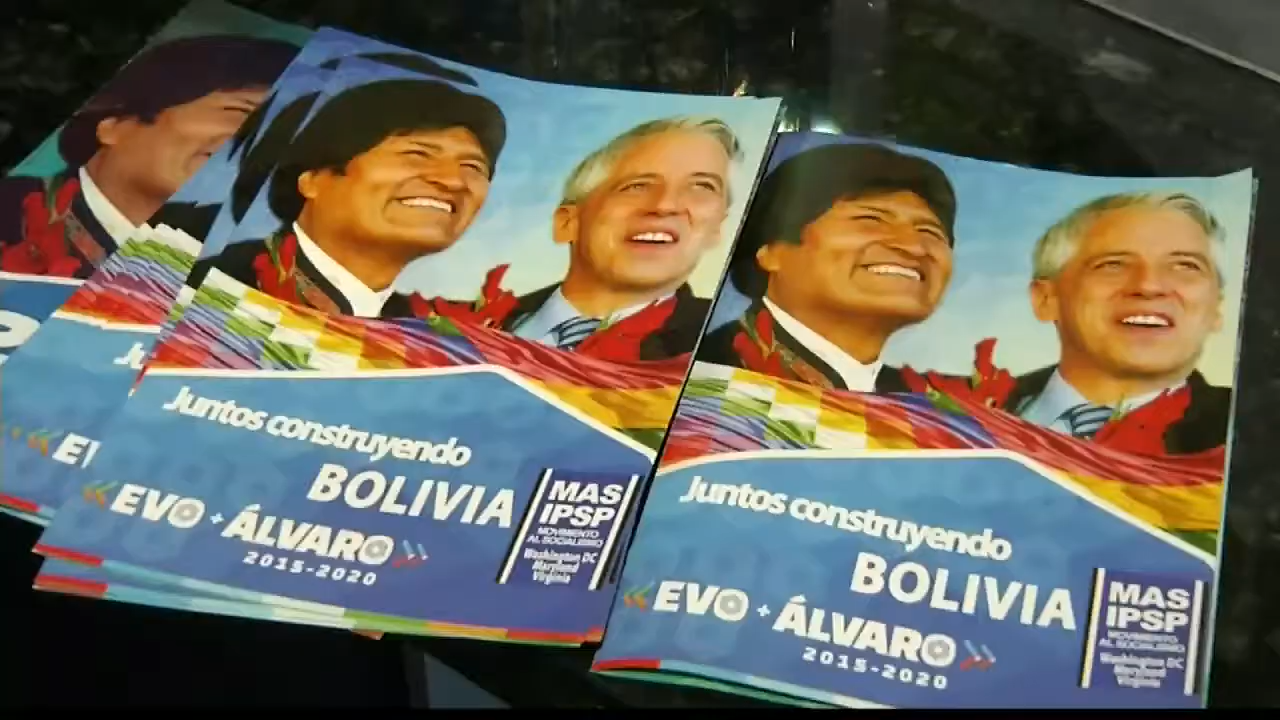 Juntos construyendo
BOLIVIA
EVO + ÁLVARO
2015-2020
MAS
IPSP
MOVIMIENTO
AL SOCIALISMO
Washington DC
Maryland
Virginia
Juntos construyendo
BOLIVIA
EVO + ÁLVARO
2015-2020
MAS
IPSP
MOVIMIENTO
AL SOCIALISMO
Washington DC
Maryland
Virginia
Ju